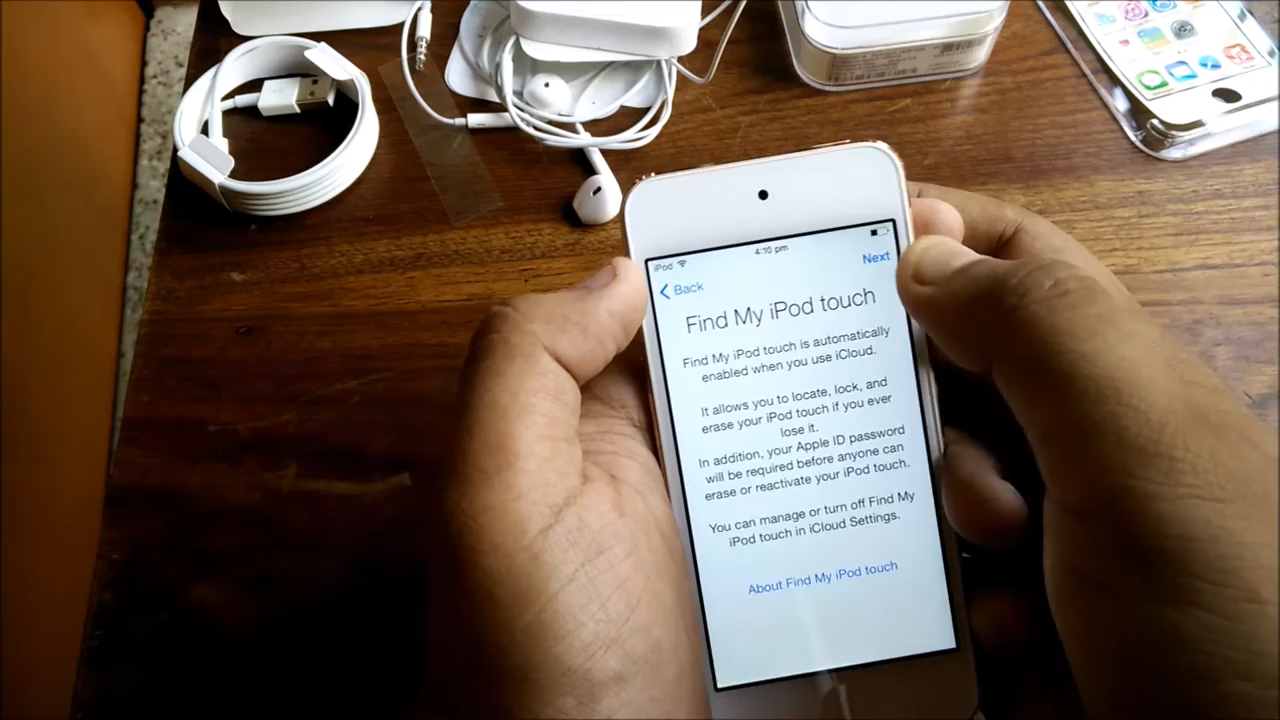 iPod
4:10 pm
Back
Next
Find My iPod touch
Find My iPod touch is automatically
enabled when you use iCloud.
It allows you to locate, lock, and
erase your iPod touch if you ever
lose it.
In addition, your Apple ID password
will be required before anyone can
erase or reactivate your iPod touch.
You can manage or turn off Find My
iPod touch in iCloud Settings.
About Find My iPod touch